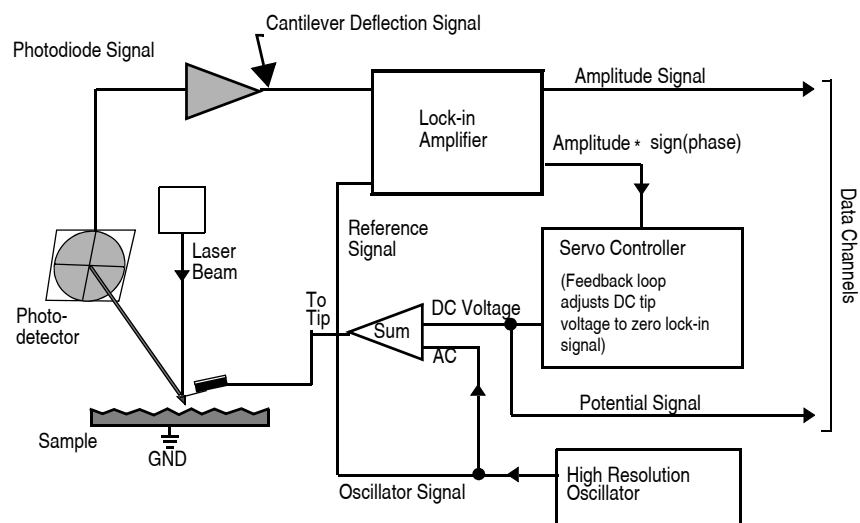 Cantilever Deflection Signal
Photodiode Signal
Amplitude Signal
Lock-in
Amplifier
Amplitude * sign(phase)
Data Channels
Reference
Signal
Laser
Beam
Servo Controller
(Feedback loop
adjusts DC tip
voltage to zero lock-in
signal)
To
Tip
DC Voltage
Photo-
detector
Sum
AC
Potential Signal
Sample
GND
High Resolution
Oscillator
Oscillator Signal